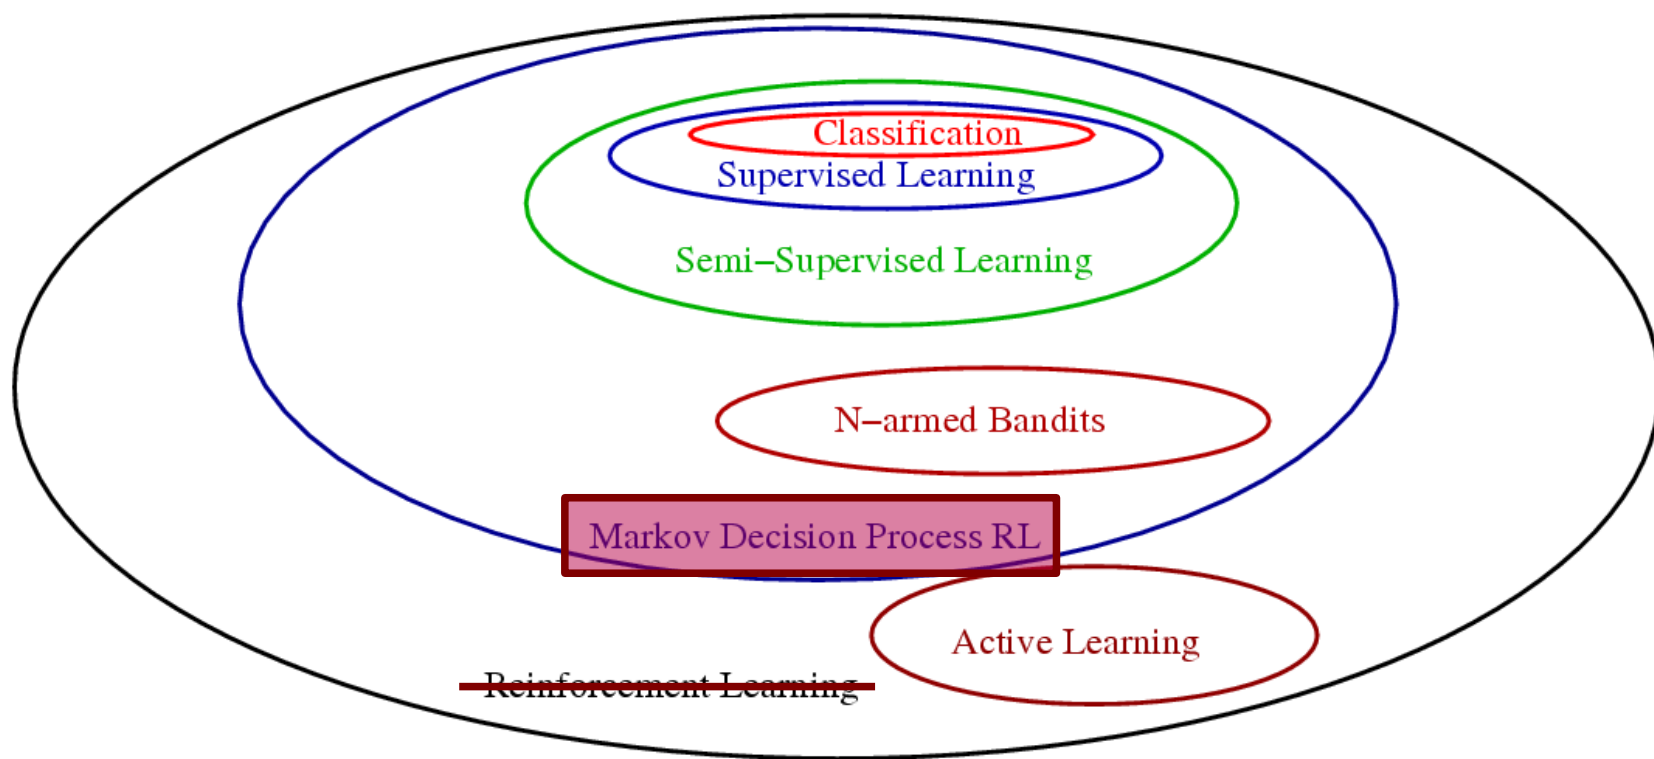 Classification
Supervised Learning
Semi−Supervised Learning
N−armed Bandits
Markov Decision Process RL
Active Learning
Reinforcement Learning